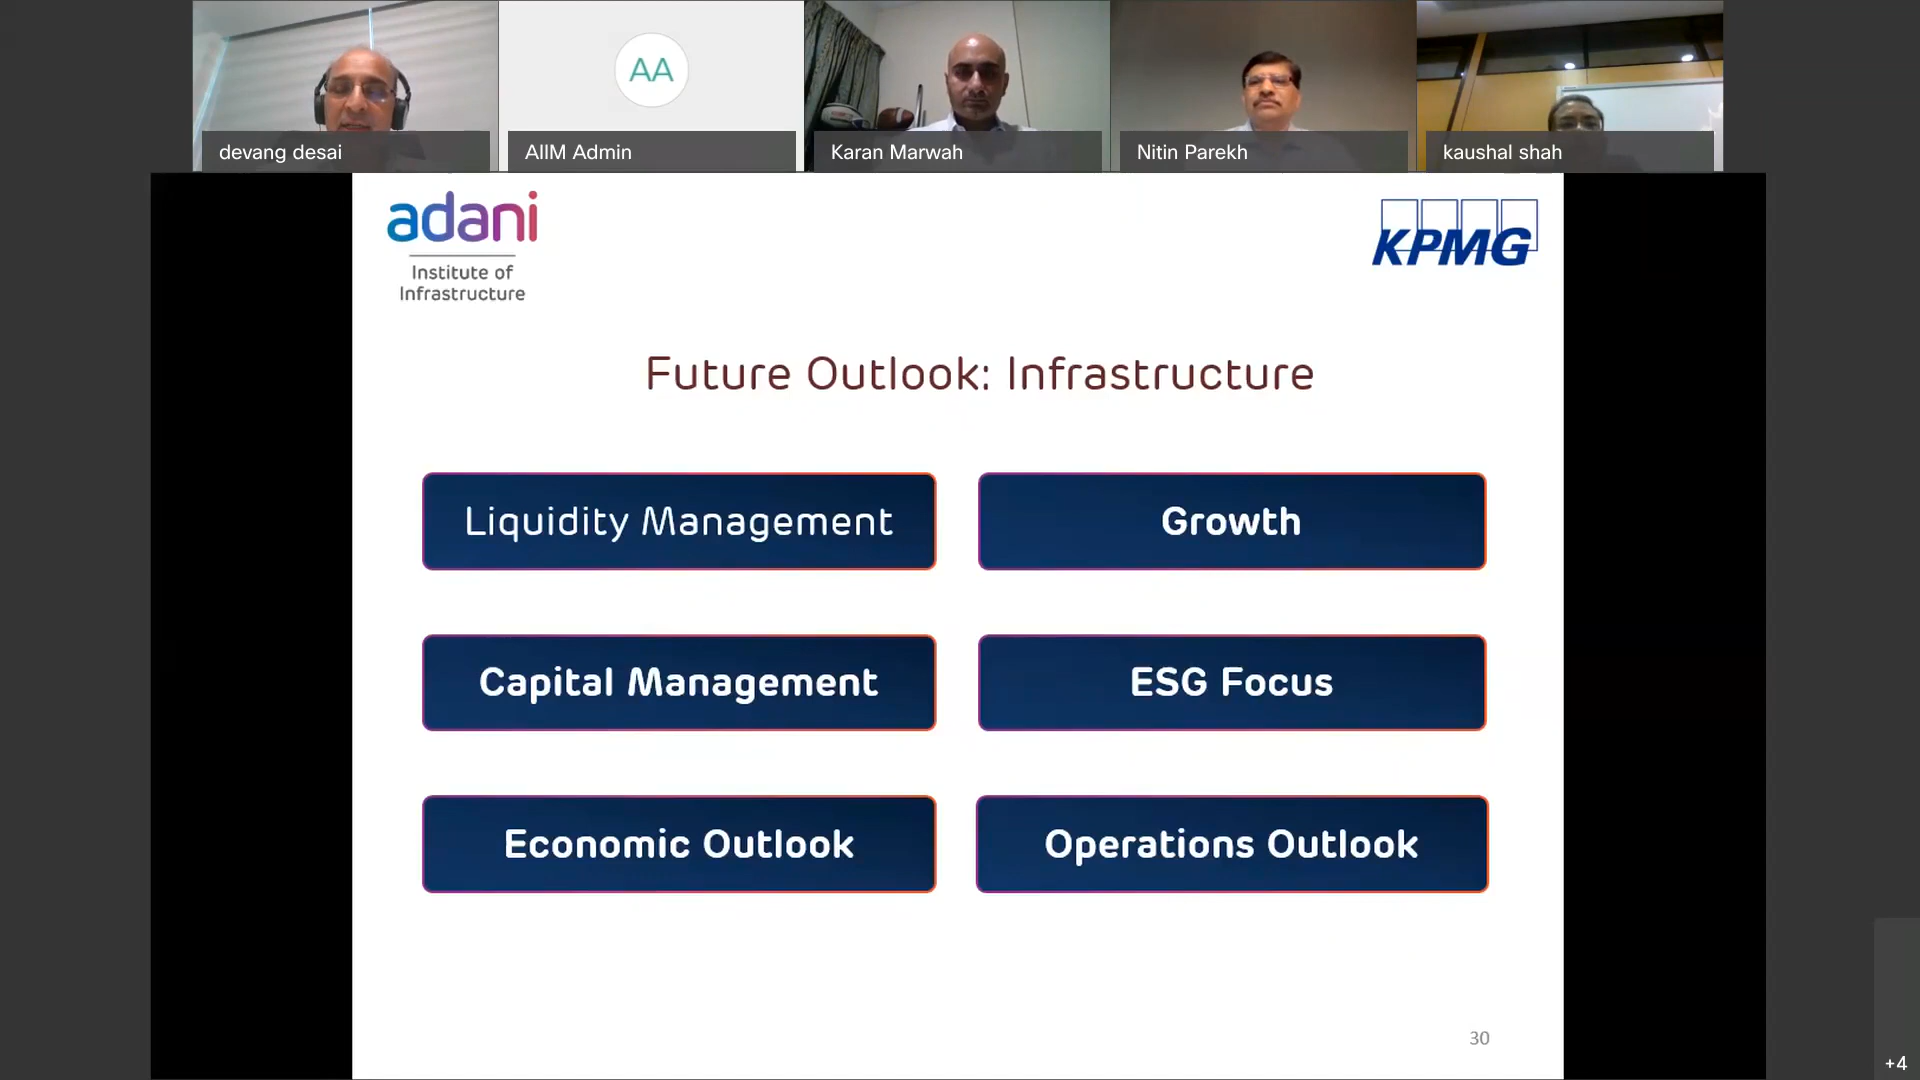 devang desai
AA
AIIM Admin
Karan Marwah
Nitin Parekh
kaushal shah
adani
Institute of
Infrastructure
KPMG
Future Outlook: Infrastructure
Liquidity Management
Growth
Capital Management
ESG Focus
Economic Outlook
Operations Outlook
30
+4